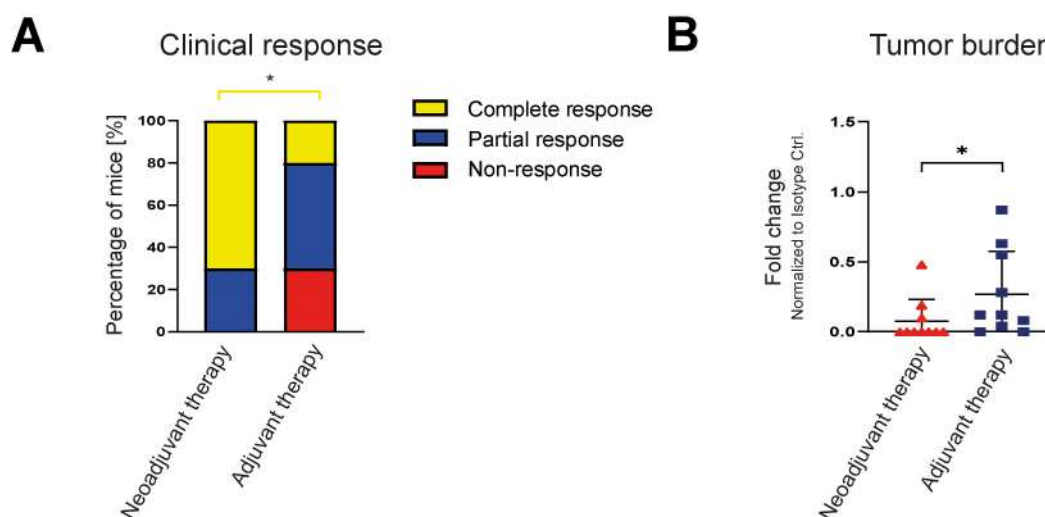 A
Clinical response
*
Percentage of mice [%]
100
80
60
40
20
0
Neoadjuvant therapy
Adjuvant therapy
Complete response
Partial response
Non-response
B
Tumor burden
*
Fold change
Normalized to Isotype Ctrl.
1.5
1.0
0.5
0.0
Neoadjuvant therapy
Adjuvant therapy